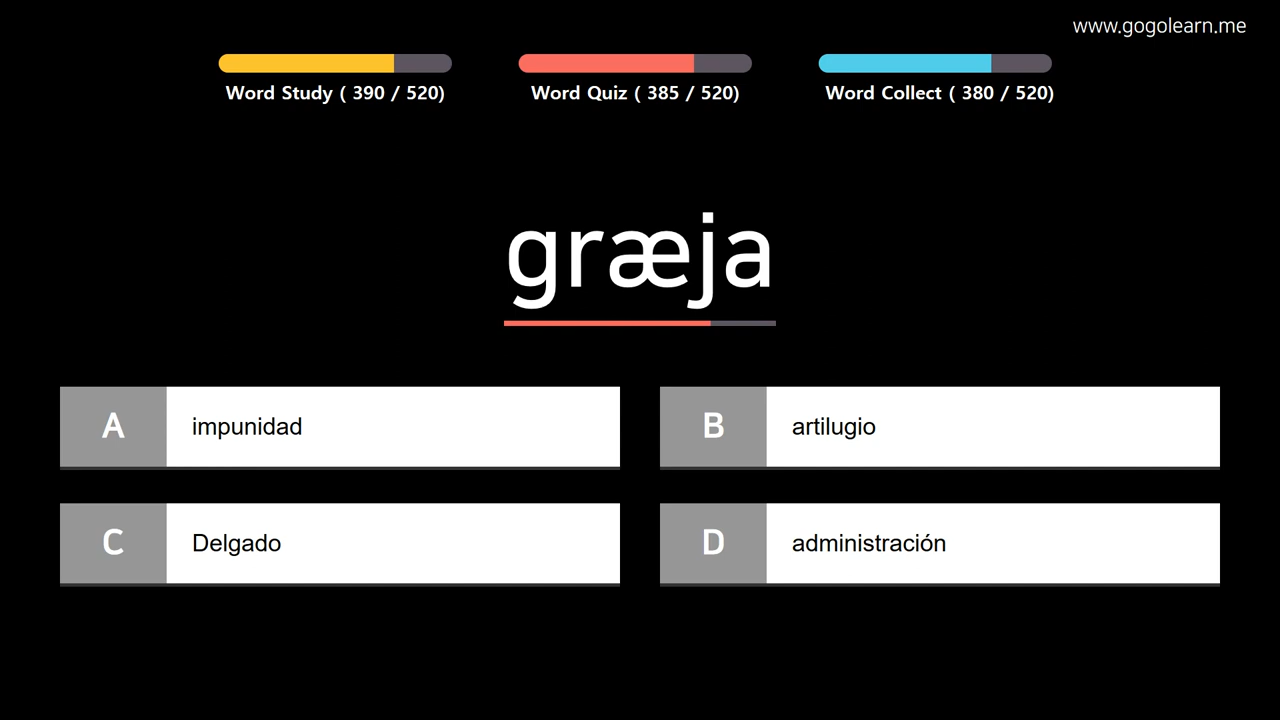 www.gogolearn.me
Word Study ( 390 / 520)
Word Quiz ( 385 / 520)
Word Collect ( 380 / 520)
græja
A impunidad
B artilugio
C Delgado
D administración